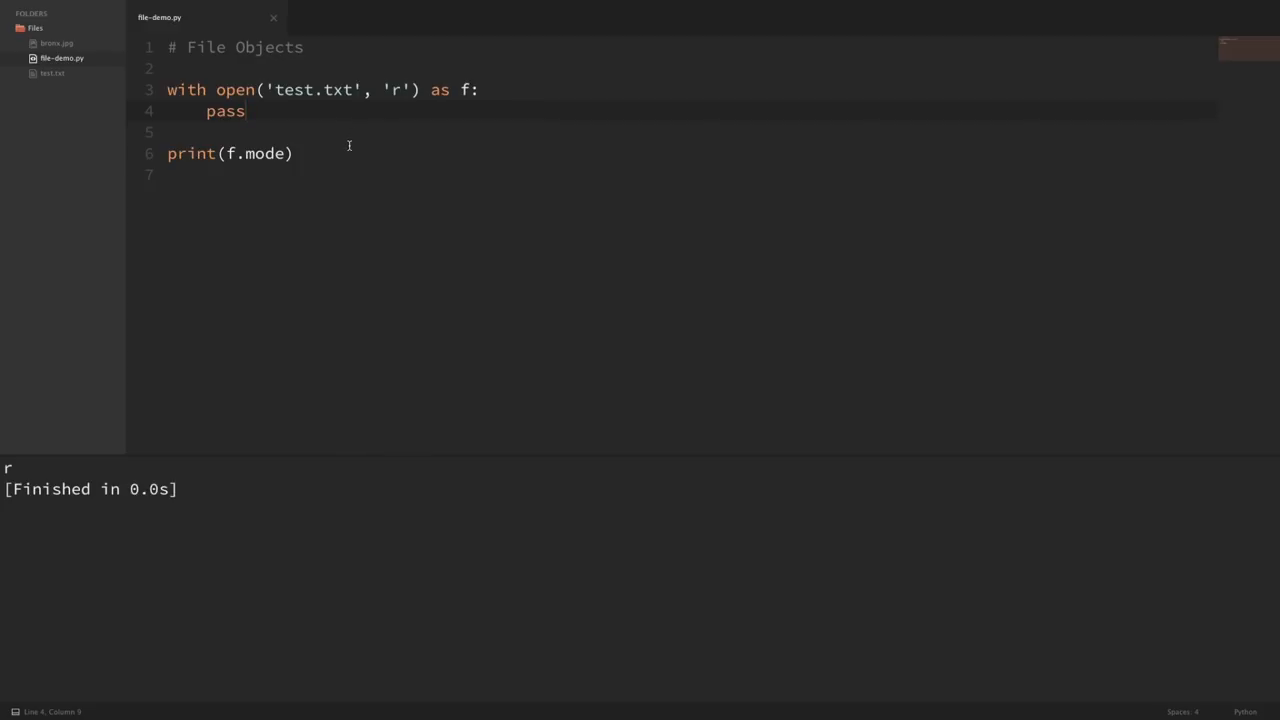 FOLDERS
Files
bronx.jpg
file-demo.py
test.txt
file-demo.py ×
1 # File Objects
2
3 with open('test.txt', 'r') as f:
4     pass
5
6 print(f.mode)
7
r
[Finished in 0.0s]
Line 4, Column 9
Spaces: 4
Python